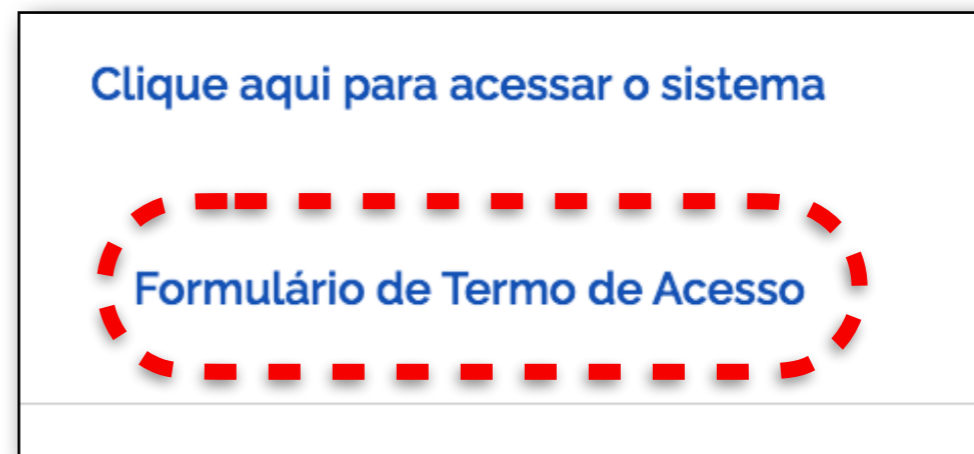 Clique aqui para acessar o sistema
Formulário de Termo de Acesso